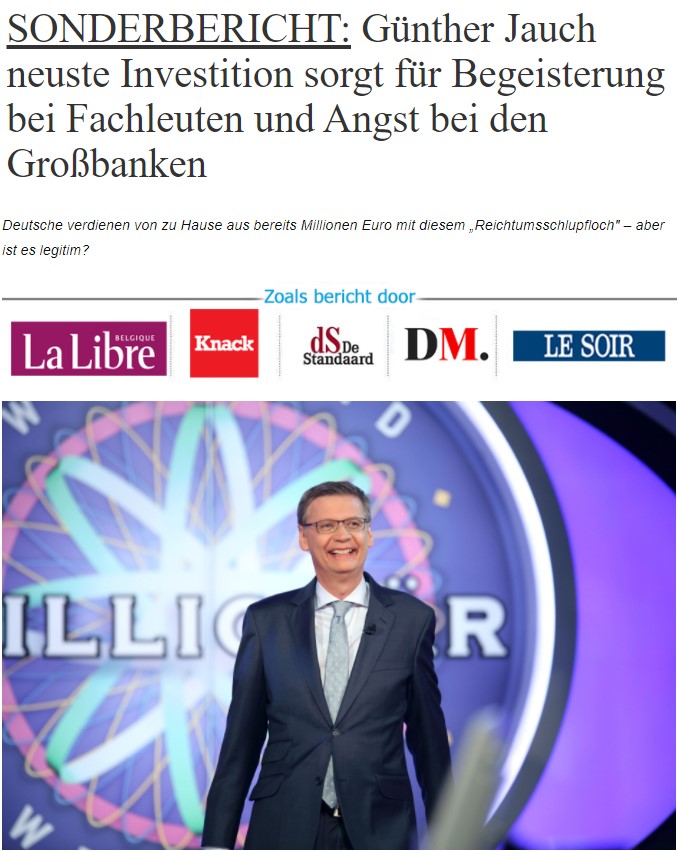 SONDERBERICHT: Günther Jauch
neuste Investition sorgt für Begeisterung
bei Fachleuten und Angst bei den
Großbanken
Deutsche verdienen von zu Hause aus bereits Millionen Euro mit diesem „Reichtumsschlupfloch" – aber
ist es legitim?
Zoals bericht door
La Libre BELGIQUE
Knack
dS De Standaard
DM.
LE SOIR
W
D
ILLI
ÄR
W